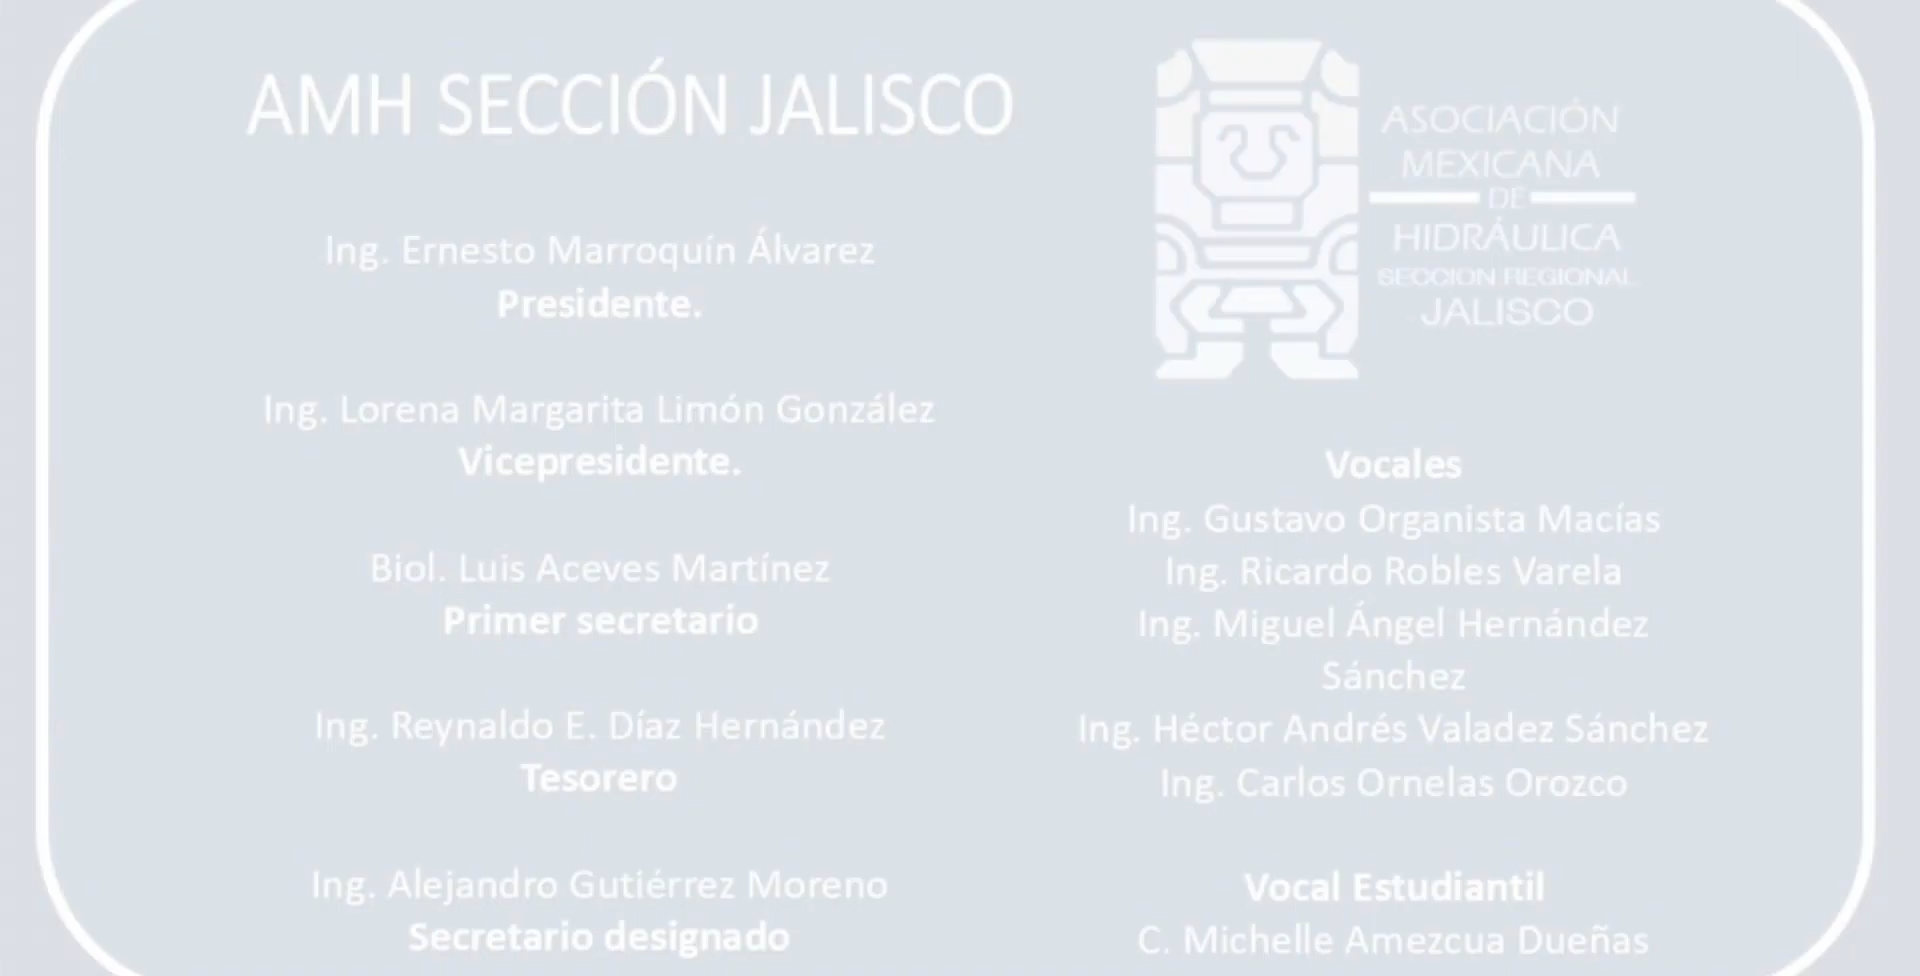 AMH SECCIÓN JALISCO
Ing. Ernesto Marroquín Álvarez
Presidente.
Ing. Lorena Margarita Limón González
Vicepresidente.
Biol. Luis Aceves Martínez
Primer secretario
Ing. Reynaldo E. Díaz Hernández
Tesorero
Ing. Alejandro Gutiérrez Moreno
Secretario designado
ASOCIACIÓN
MEXICANA
DE
HIDRÁULICA
SECCION REGIONAL
JALISCO
Vocales
Ing. Gustavo Organista Macías
Ing. Ricardo Robles Varela
Ing. Miguel Ángel Hernández
Sánchez
Ing. Héctor Andrés Valadez Sánchez
Ing. Carlos Ornelas Orozco
Vocal Estudiantil
C. Michelle Amezcua Dueñas